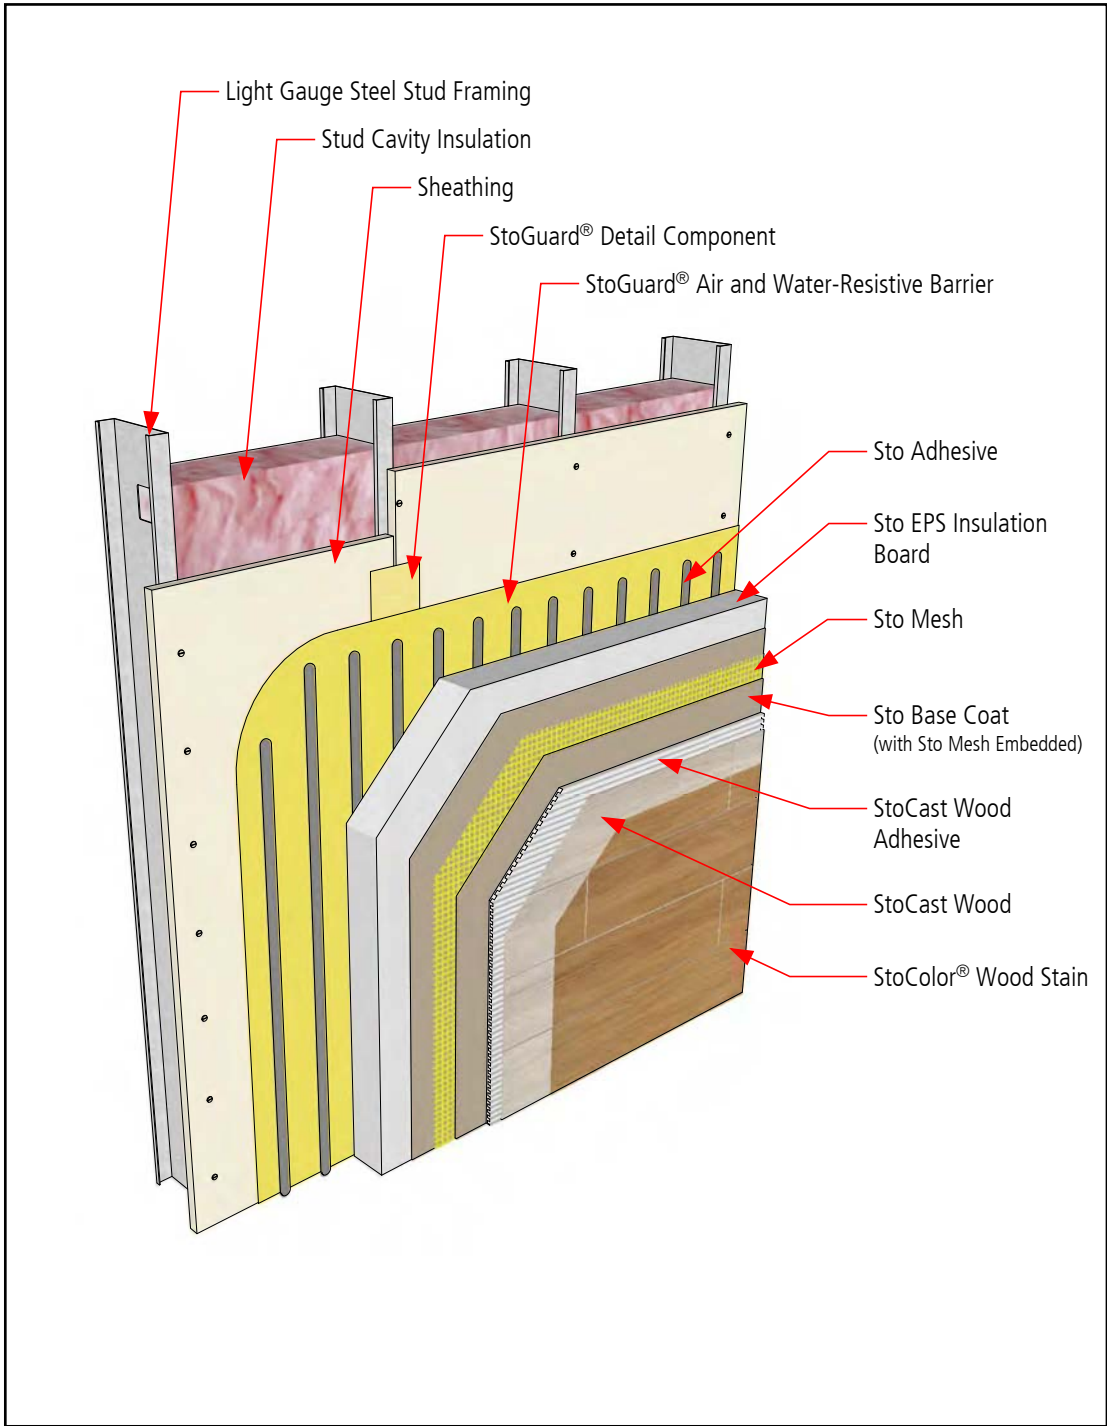 Light Gauge Steel Stud Framing
Stud Cavity Insulation
Sheathing
StoGuard® Detail Component
StoGuard® Air and Water-Resistive Barrier
Sto Adhesive
Sto EPS Insulation
Board
Sto Mesh
Sto Base Coat
(with Sto Mesh Embedded)
StoCast Wood
Adhesive
StoCast Wood
StoColor® Wood Stain